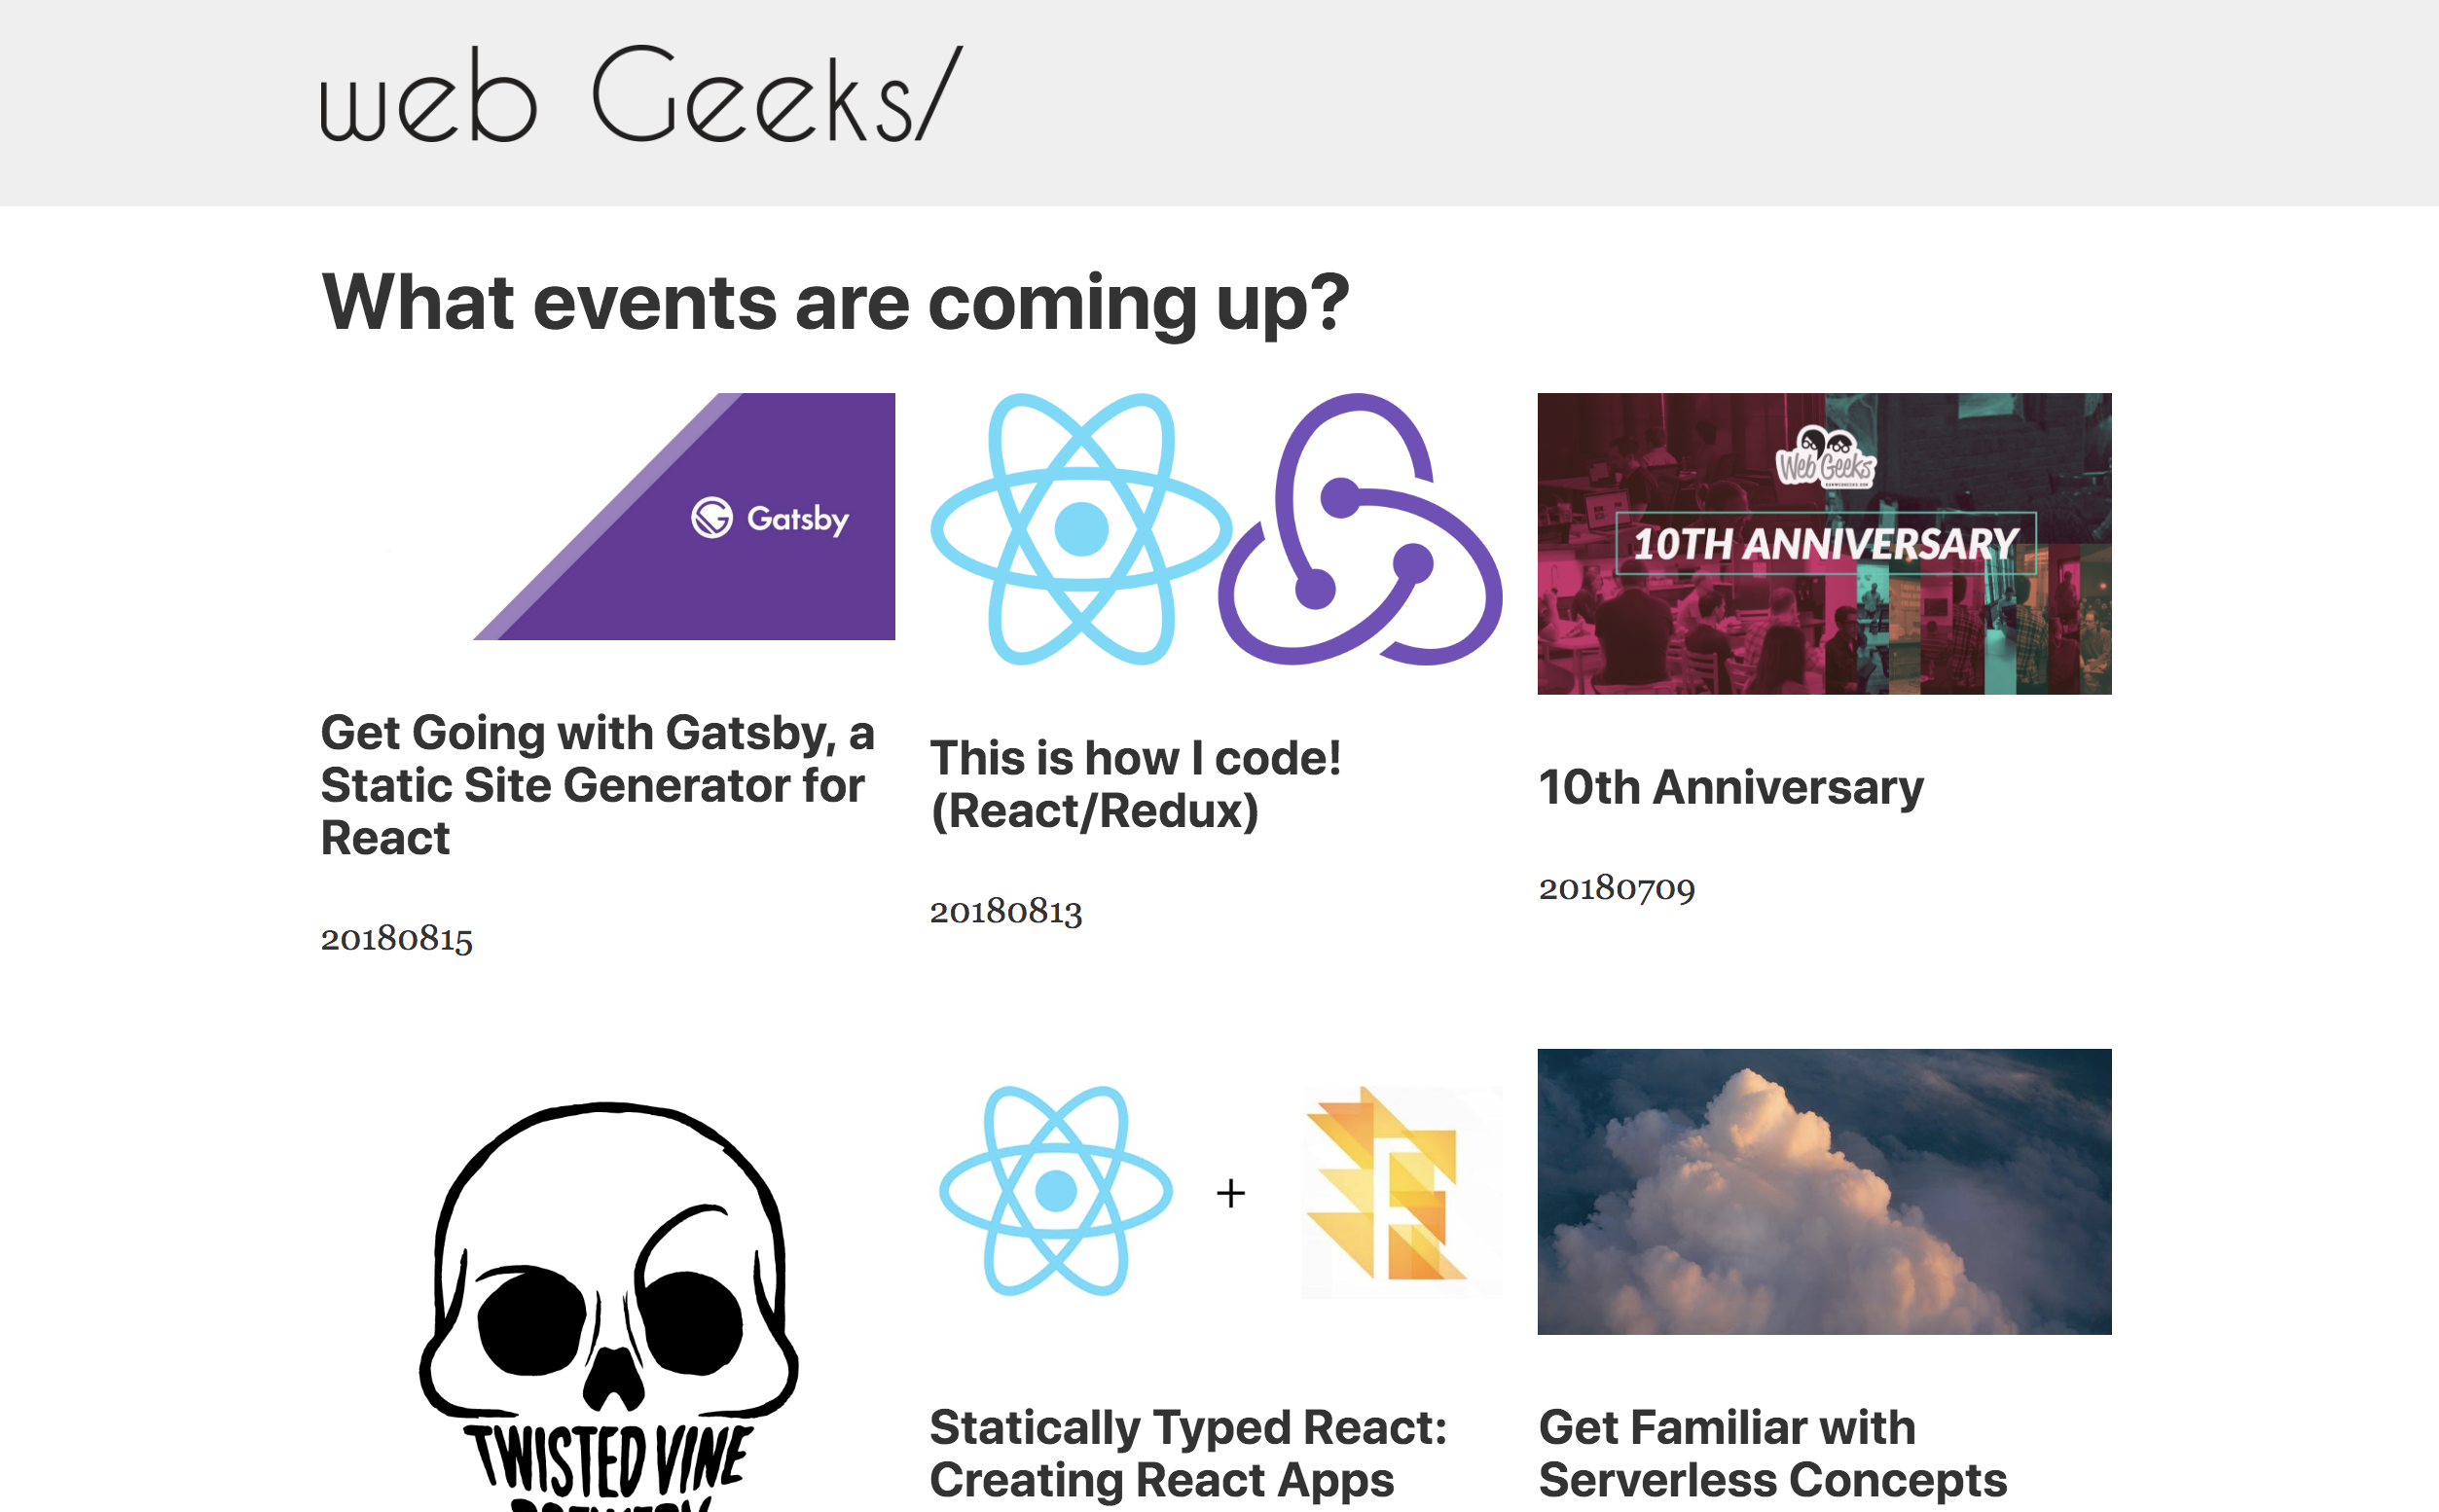 web Geeks/
What events are coming up?
Gatsby
Web Geeks
10TH ANNIVERSARY
Get Going with Gatsby, a
Static Site Generator for
React
20180815
This is how I code!
(React/Redux)
20180813
10th Anniversary
20180709
TWISTED VINE
+
Statically Typed React:
Creating React Apps
Get Familiar with
Serverless Concepts